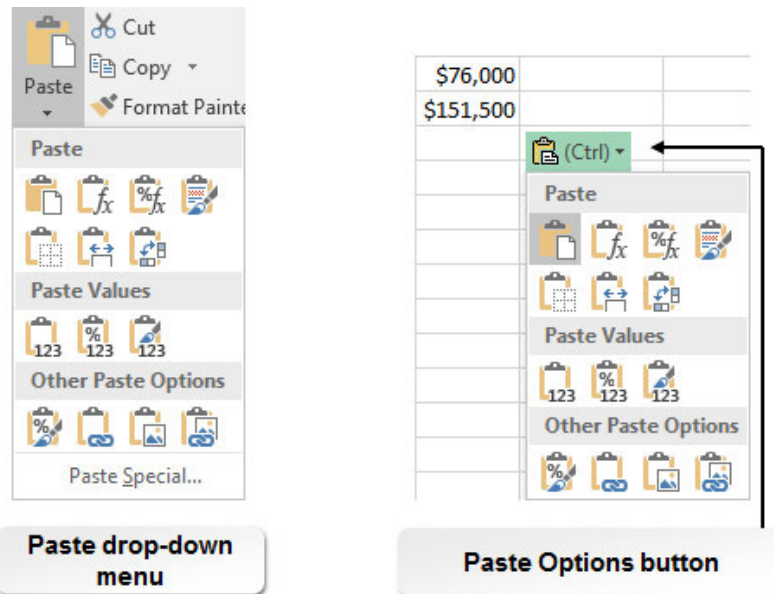 Cut
Copy
Format Painte
Paste
Paste
Paste Values
123 123 123
Other Paste Options
Paste Special...
Paste drop-down
menu
$76,000
$151,500
(Ctrl)
Paste
Paste Values
123 123 123
Other Paste Options
Paste Options button